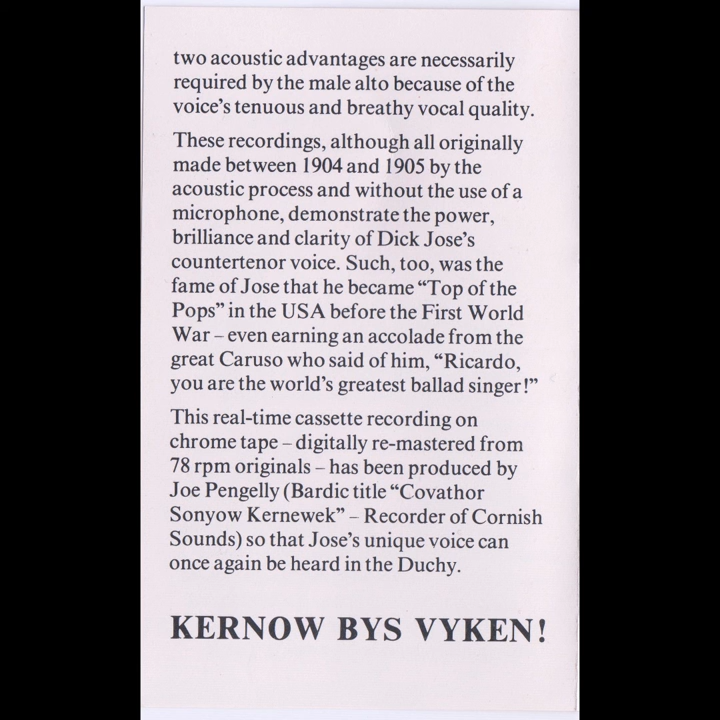 two acoustic advantages are necessarily
required by the male alto because of the
voice's tenuous and breathy vocal quality.
These recordings, although all originally
made between 1904 and 1905 by the
acoustic process and without the use of a
microphone, demonstrate the power,
brilliance and clarity of Dick Jose's
countertenor voice. Such, too, was the
fame of Jose that he became “Top of the
Pops” in the USA before the First World
War – even earning an accolade from the
great Caruso who said of him, “Ricardo,
you are the world's greatest ballad singer!”
This real-time cassette recording on
chrome tape – digitally re-mastered from
78 rpm originals – has been produced by
Joe Pengelly (Bardic title “Covathor
Sonyow Kernewek” – Recorder of Cornish
Sounds) so that Jose's unique voice can
once again be heard in the Duchy.
KERNOW BYS VYKEN!